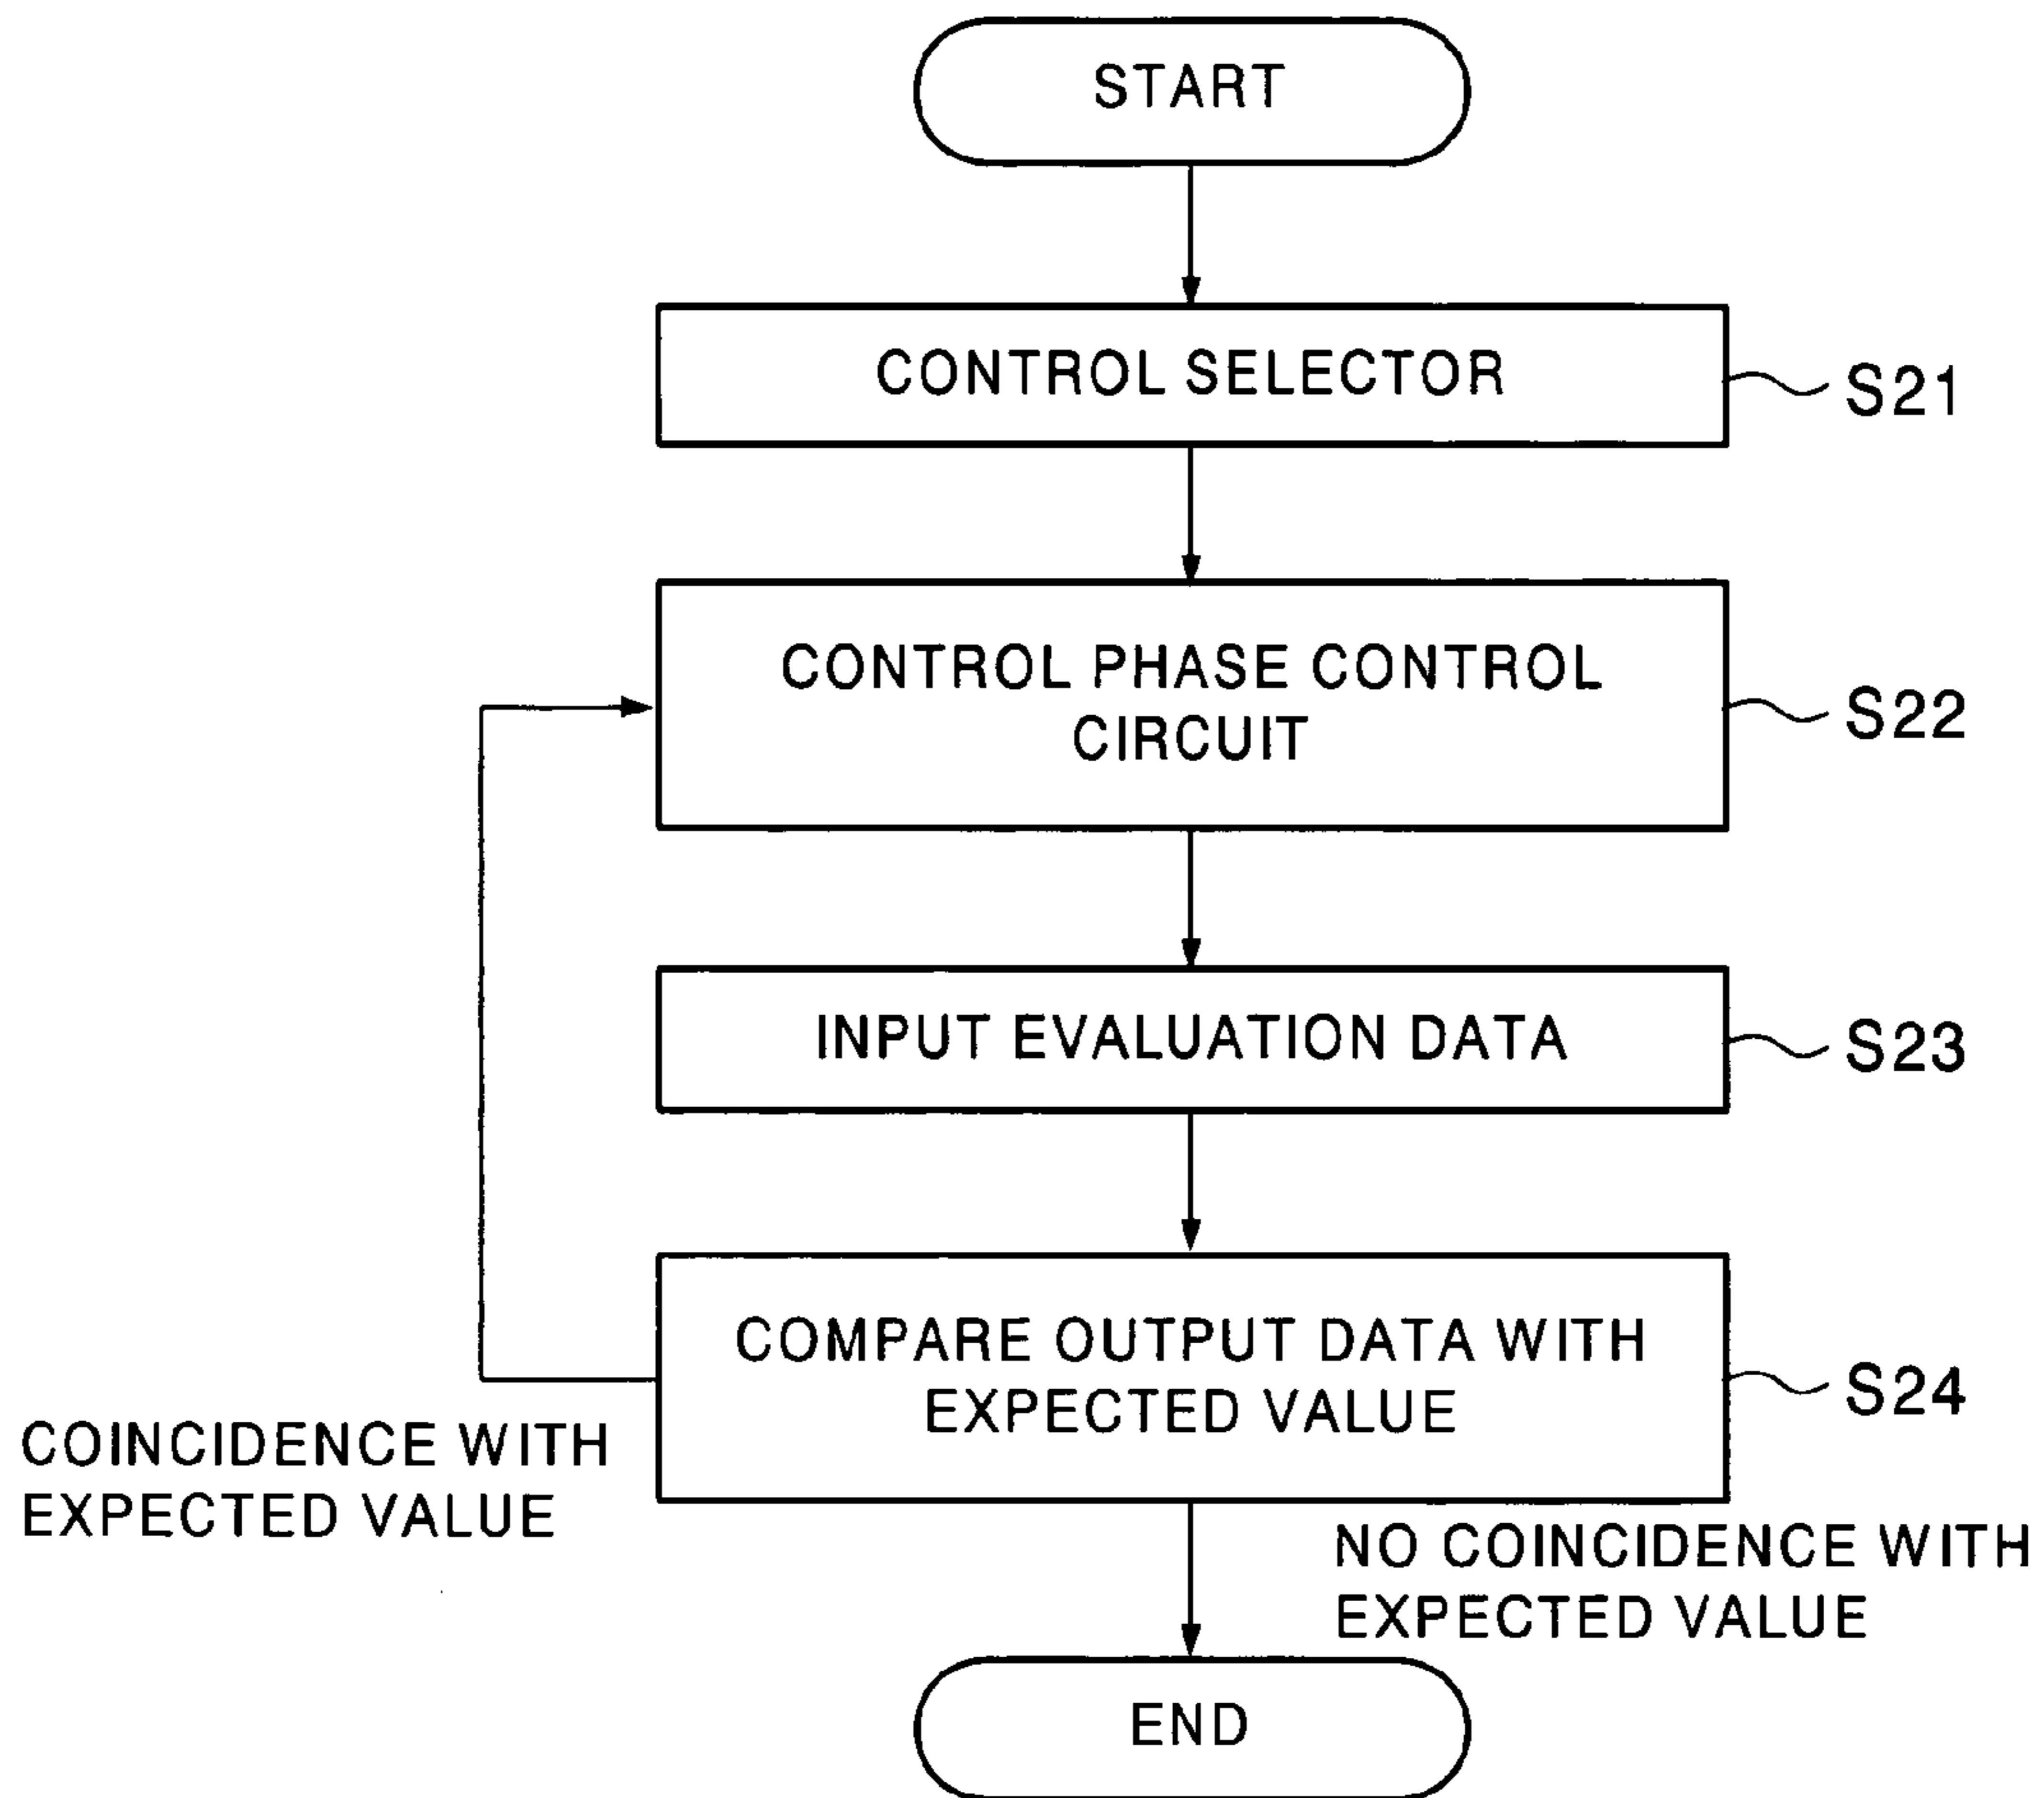 START
CONTROL SELECTOR
S21
CONTROL PHASE CONTROL
CIRCUIT
S22
INPUT EVALUATION DATA
S23
COMPARE OUTPUT DATA WITH
EXPECTED VALUE
S24
COINCIDENCE WITH
EXPECTED VALUE
NO COINCIDENCE WITH
EXPECTED VALUE
END